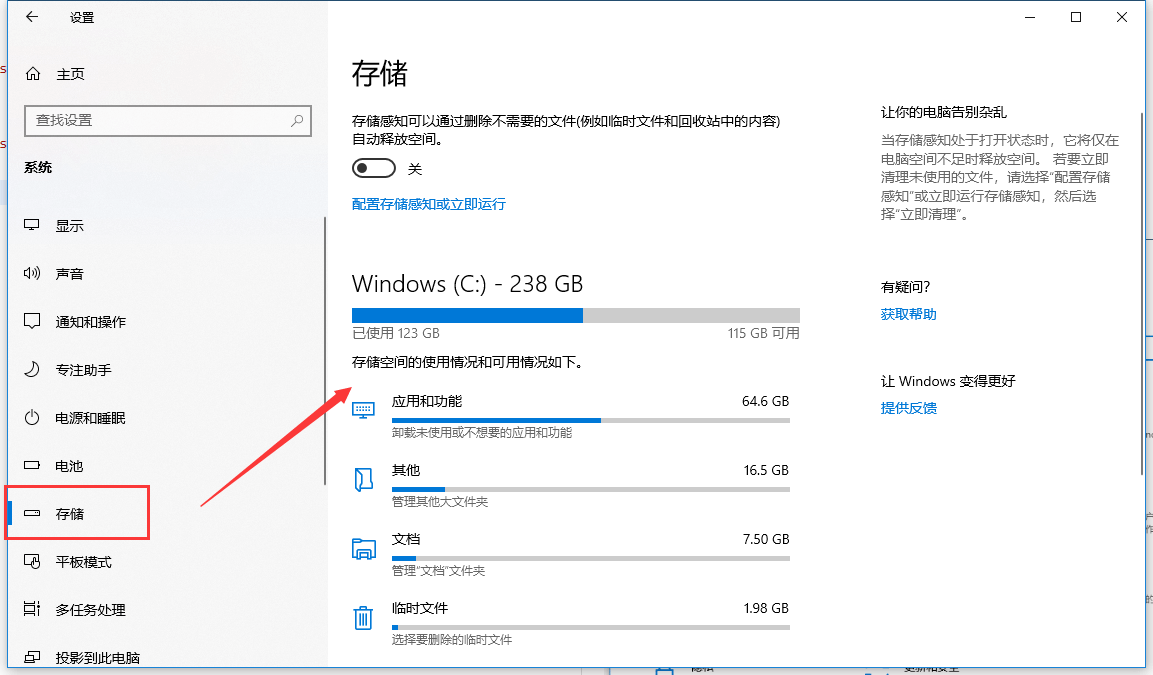 设置
主页
查找设置
系统
显示
声音
通知和操作
专注助手
电源和睡眠
电池
存储
平板模式
多任务处理
投影到此电脑
存储
存储感知可以通过删除不需要的文件(例如临时文件和回收站中的内容)
自动释放空间。
关
配置存储感知或立即运行
Windows (C:) - 238 GB
已使用 123 GB
115 GB 可用
存储空间的使用情况和可用情况如下。
应用和功能
64.6 GB
卸载未使用或不想要的应用和功能
其他
16.5 GB
管理其他大文件夹
文档
7.50 GB
管理"文档"文件夹
临时文件
1.98 GB
选择要删除的临时文件
让你的电脑告别杂乱
当存储感知处于打开状态时，它将仅在
电脑空间不足时释放空间。 若要立即
清理未使用的文件，请选择"配置存储
感知"或立即运行存储感知，然后选
择"立即清理"。
有疑问?
获取帮助
让 Windows 变得更好
提供反馈